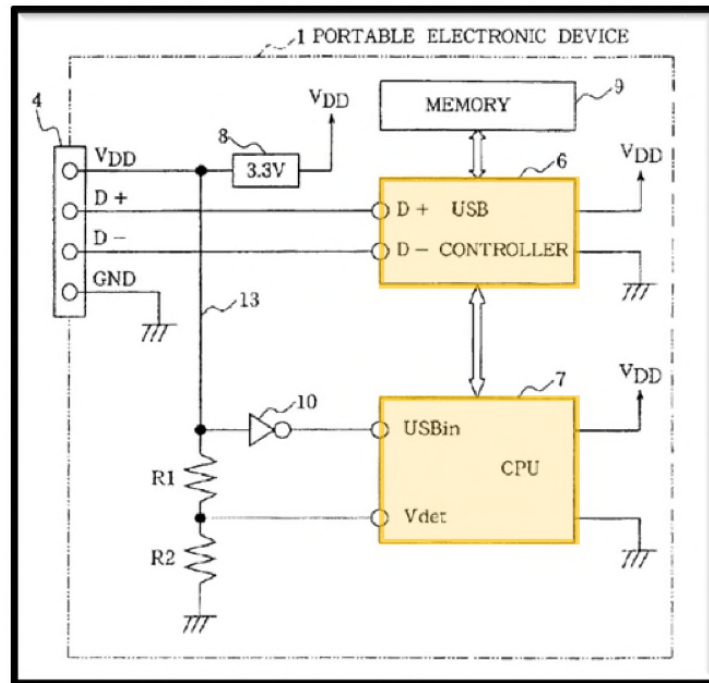 1 PORTABLE ELECTRONIC DEVICE
4
VDD
8
3.3V
VDD
MEMORY
9
6
VDD
D+
D-
GND
D+ USB
D- CONTROLLER
13
10
7
VDD
USBin
CPU
R1
Vdet
R2